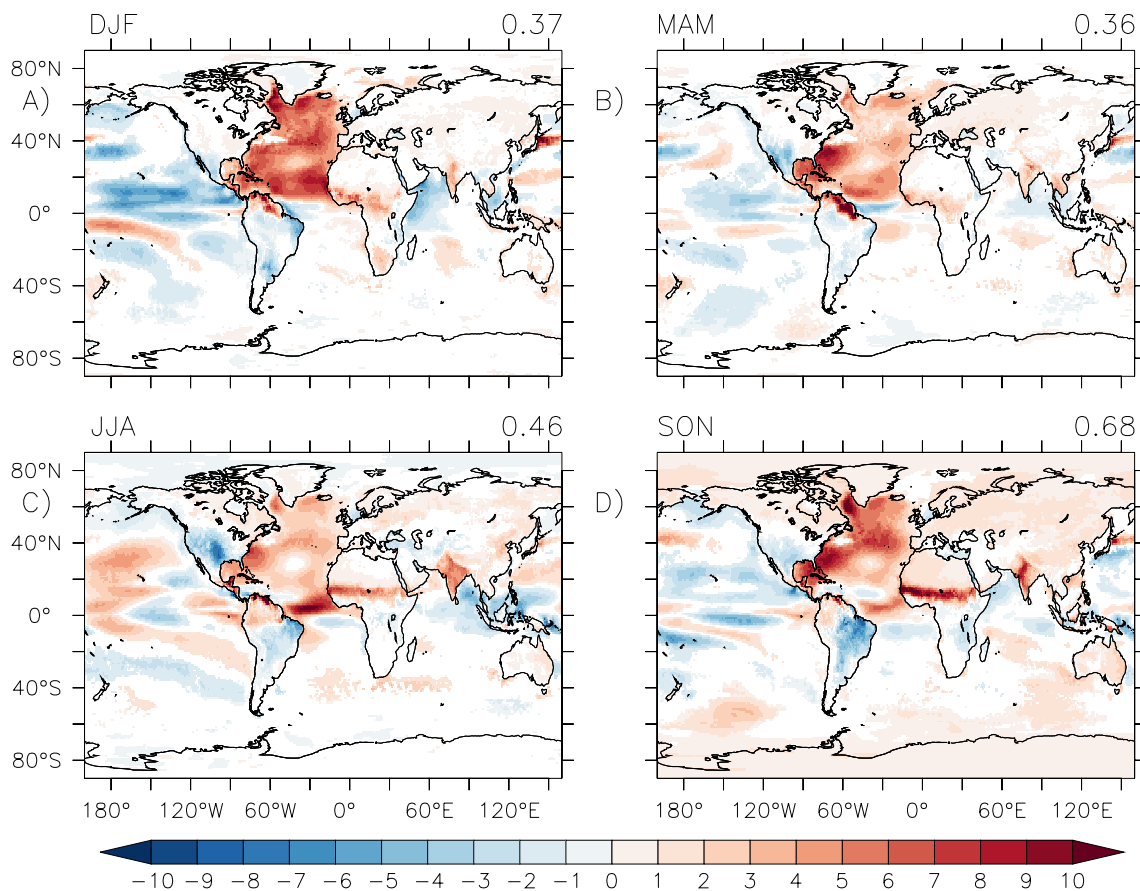 DJF 0.37 MAM 0.36
80°N
A) B)
40°N
0°
40°S
80°S
JJA 0.46 SON 0.68
80°N
C) D)
40°N
0°
40°S
80°S
180° 120°W 60°W 0° 60°E 120°E 180° 120°W 60°W 0° 60°E 120°E
−10 −9 −8 −7 −6 −5 −4 −3 −2 −1 0 1 2 3 4 5 6 7 8 9 10